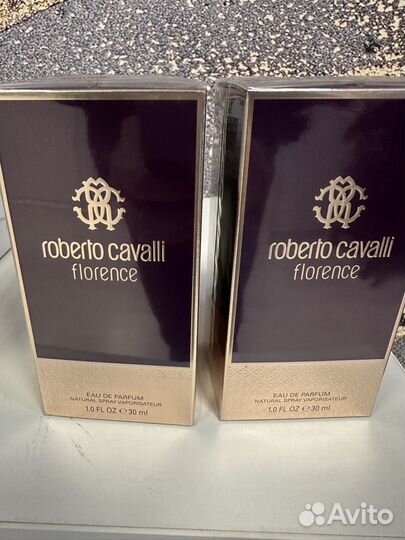 roberto cavalli
florence
EAU DE PARFUM
NATURAL SPRAY VAPORISATEUR
1.0 FL OZ ℮ 30 ml
roberto cavalli
florence
EAU DE PARFUM
NATURAL SPRAY VAPORISATEUR
1.0 FL OZ ℮ 30 ml
Avito